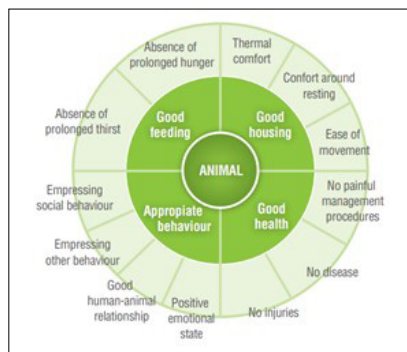 Absence of
prolonged hunger
Thermal
comfort
Confort around
resting
Ease of
movement
No painful
management
procedures
No disease
No Injuries
Positive
emotional
state
Good
human-animal
relationship
Empressing
other behaviour
Empressing
social behaviour
Absence of
prolonged thirst
Good
feeding
Good
housing
ANIMAL
Appropiate
behaviour
Good
health